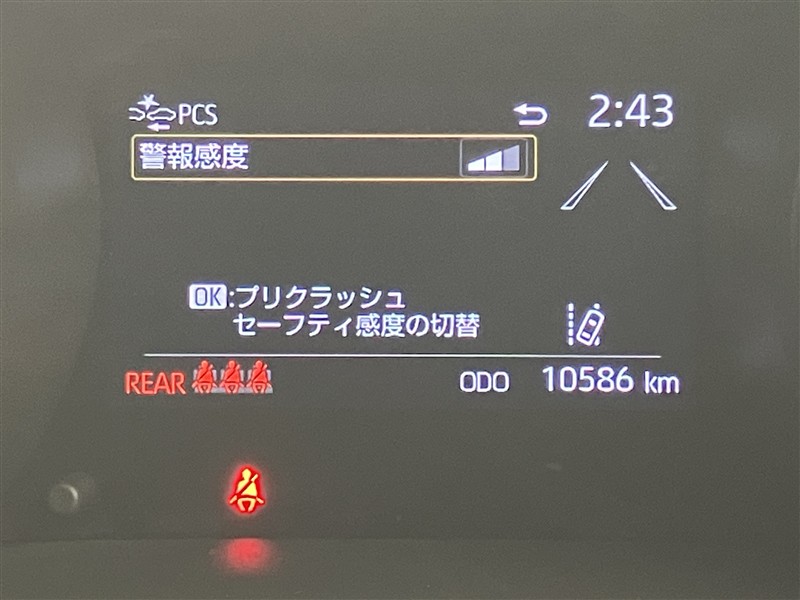 PCS
2:43
警報感度
OK:プリクラッシュ
セーフティ感度の切替
REAR
ODO 10586 km